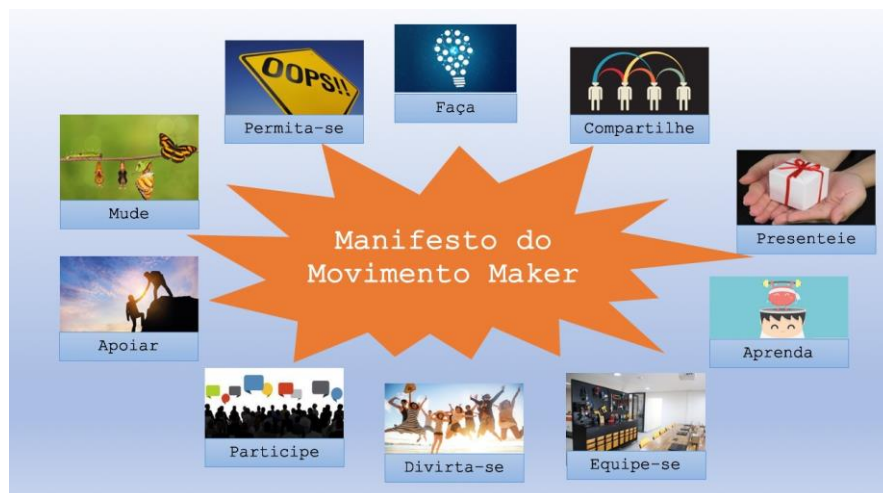 OOPS!!
Permita-se
Faça
Compartilhe
Mude
Presenteie
Manifesto do
Movimento Maker
Apoiar
Aprenda
Participe
Divirta-se
Equipe-se